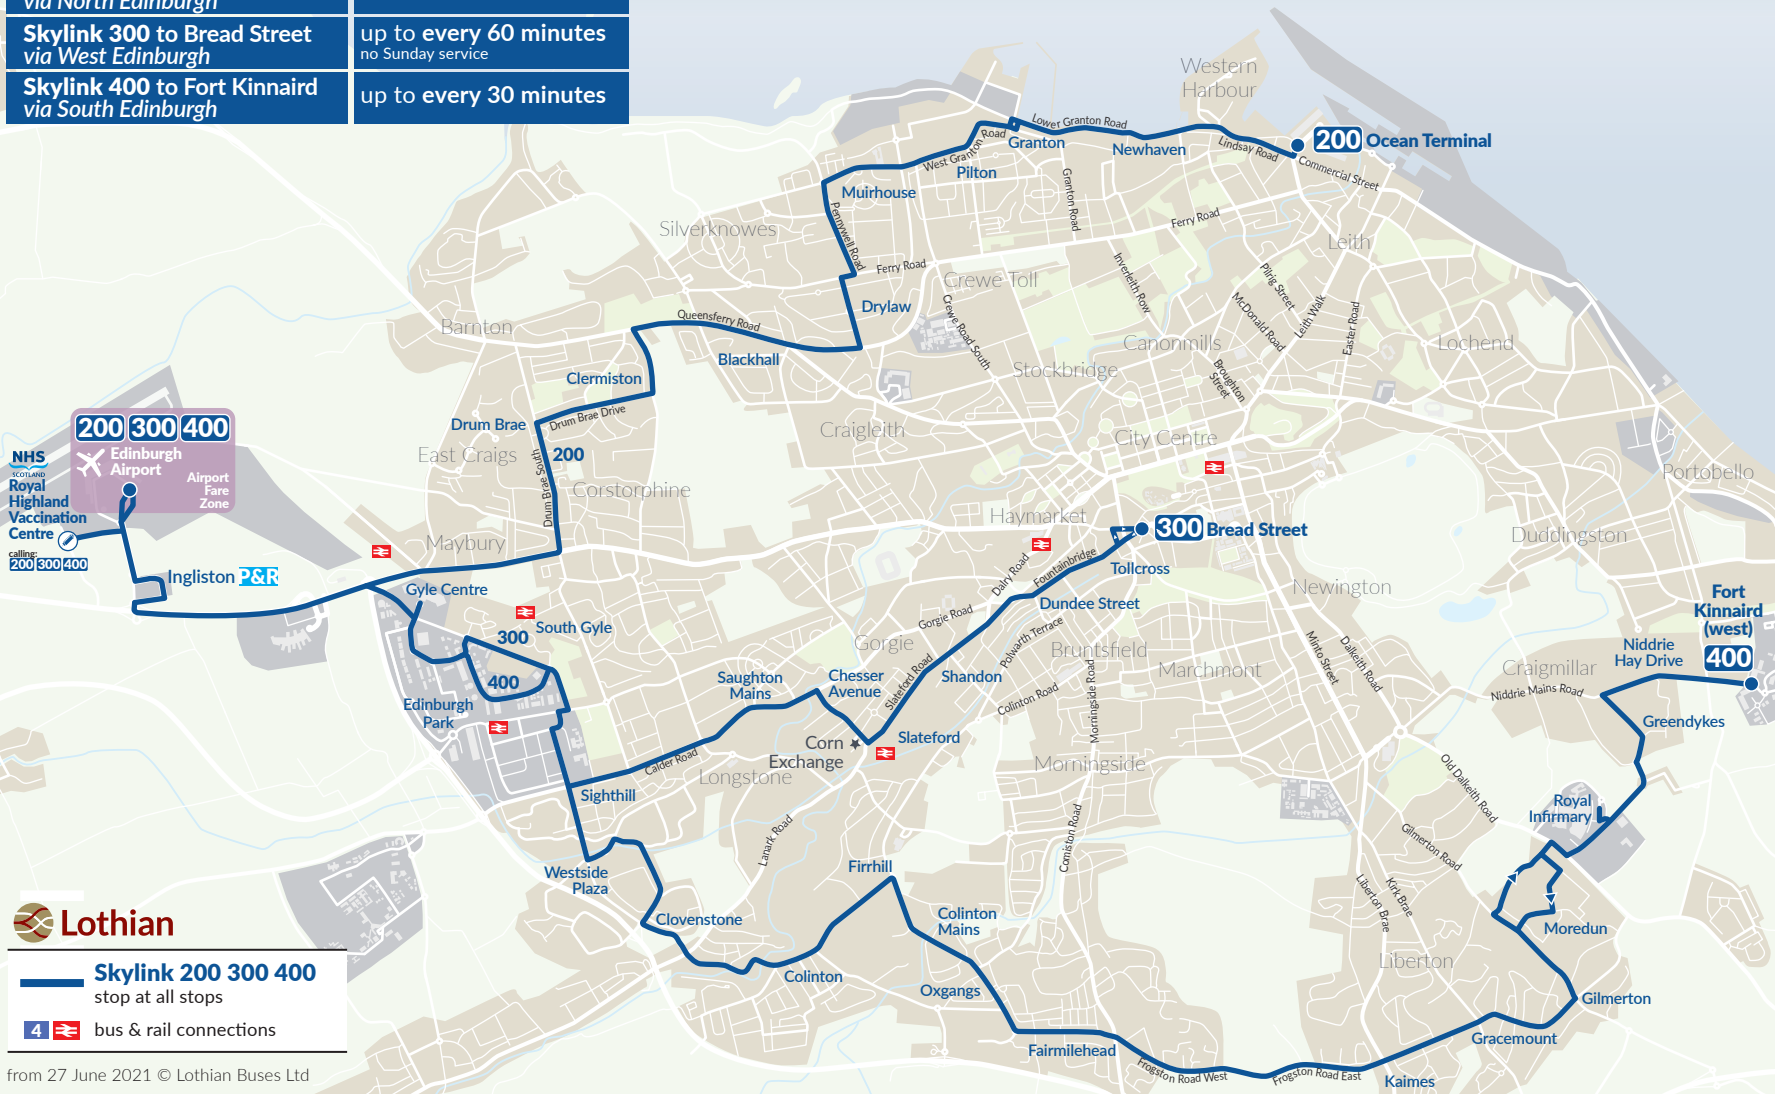 via North Edinburgh
Skylink 300 to Bread Street
via West Edinburgh
up to every 60 minutes
no Sunday service
Skylink 400 to Fort Kinnaird
via South Edinburgh
up to every 30 minutes
Western
Harbour
200 Ocean Terminal
Lower Granton Road
Granton
Newhaven
Lindsay Road
Commercial Street
West Granton
Road
Pilton
Muirhouse
Pennywell Road
Granton Road
Ferry Road
Silverknowes
Leith
Ferry Road
Crewe Toll
Inverleith Row
Pilrig Street
McDonald Road
Leith Walk
Easter Road
Drylaw
Crewe Road South
Queensferry Road
Barnton
Blackhall
Canonmills
Lochend
Stockbridge
Broughton
Street
Clermiston
Drum Brae Drive
Drum Brae
East Craigs
200
Drum Brae South
Corstorphine
Craigleith
City Centre
Portobello
200 300 400
Edinburgh
Airport
Airport
Fare
Zone
NHS
SCOTLAND
Royal
Highland
Vaccination
Centre
calling:
200 300 400
Haymarket
300 Bread Street
Duddingston
Maybury
Ingliston P&R
Gyle Centre
Dalry Road
Fountainbridge
Tollcross
Newington
Fort
Kinnaird
(west)
400
Dundee Street
Gorgie Road
Polwarth Terrace
300
South Gyle
Gorgie
Bruntsfield
Marchmont
Minto Street
Dalkeith Road
Niddrie
Hay Drive
Craigmillar
Niddrie Mains Road
400
Saughton
Mains
Chesser
Avenue
Slateford Road
Shandon
Colinton Road
Morningside Road
Edinburgh
Park
Greendykes
Corn
Exchange
Slateford
Calder Road
Longstone
Morningside
Old Dalkeith Road
Sighthill
Royal
Infirmary
Lanark Road
Comiston Road
Gilmerton Road
Westside
Plaza
Firrhill
Liberton Brae
Kirk Brae
Clovenstone
Colinton
Mains
Moredun
Lothian
Liberton
Skylink 200 300 400
stop at all stops
4 bus & rail connections
Colinton
Oxgangs
Gilmerton
Gracemount
Fairmilehead
Frogston Road West
Frogston Road East
Kaimes
from 27 June 2021 © Lothian Buses Ltd